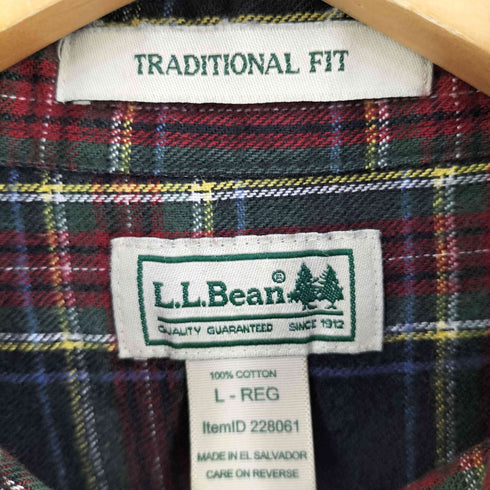 TRADITIONAL FIT
L.L.Bean®
QUALITY GUARANTEED SINCE 1912
100% COTTON
L - REG
ItemID 228061
MADE IN EL SALVADOR
CARE ON REVERSE